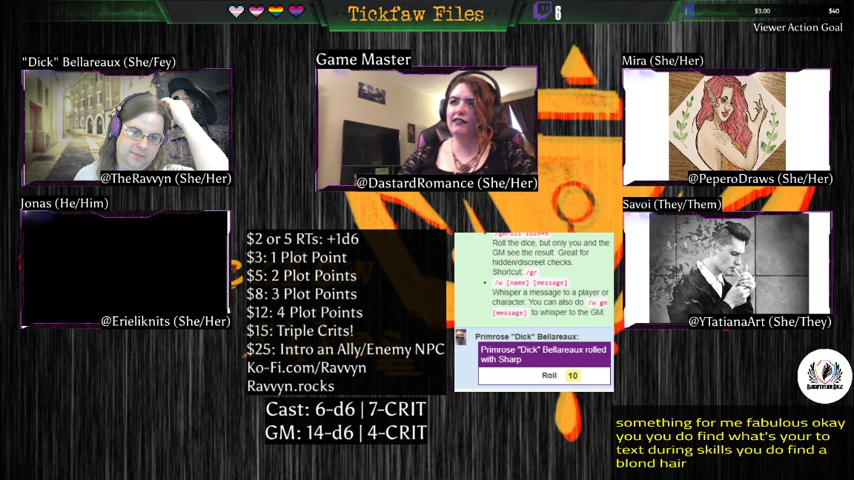 Tickfaw Files
6
$3.00
$40
Viewer Action Goal
"Dick" Bellareaux (She/Fey)
@TheRavvyn (She/Her)
Game Master
@DastardRomance (She/Her)
Mira (She/Her)
@PeperoDraws (She/Her)
Jonas (He/Him)
@Erieliknits (She/Her)
Savoi (They/Them)
@YTatianaArt (She/They)
$2 or 5 RTs: +1d6
$3: 1 Plot Point
$5: 2 Plot Points
$8: 3 Plot Points
$12: 4 Plot Points
$15: Triple Crits!
$25: Intro an Ally/Enemy NPC
Ko-Fi.com/Ravvyn
Ravvyn.rocks
Cast: 6-d6 | 7-CRIT
GM: 14-d6 | 4-CRIT
Roll the dice, but only you and the
GM see the result. Great for
hidden/discreet checks.
Shortcut: /gr
/w [name] [message]
Whisper a message to a player or
character. You can also do /w gm
[message] to whisper to the GM.
Primrose "Dick" Bellareaux:
Primrose "Dick" Bellareaux rolled
with Sharp
Roll 10
something for me fabulous okay
you you do find what's your to
text during skills you do find a
blond hair